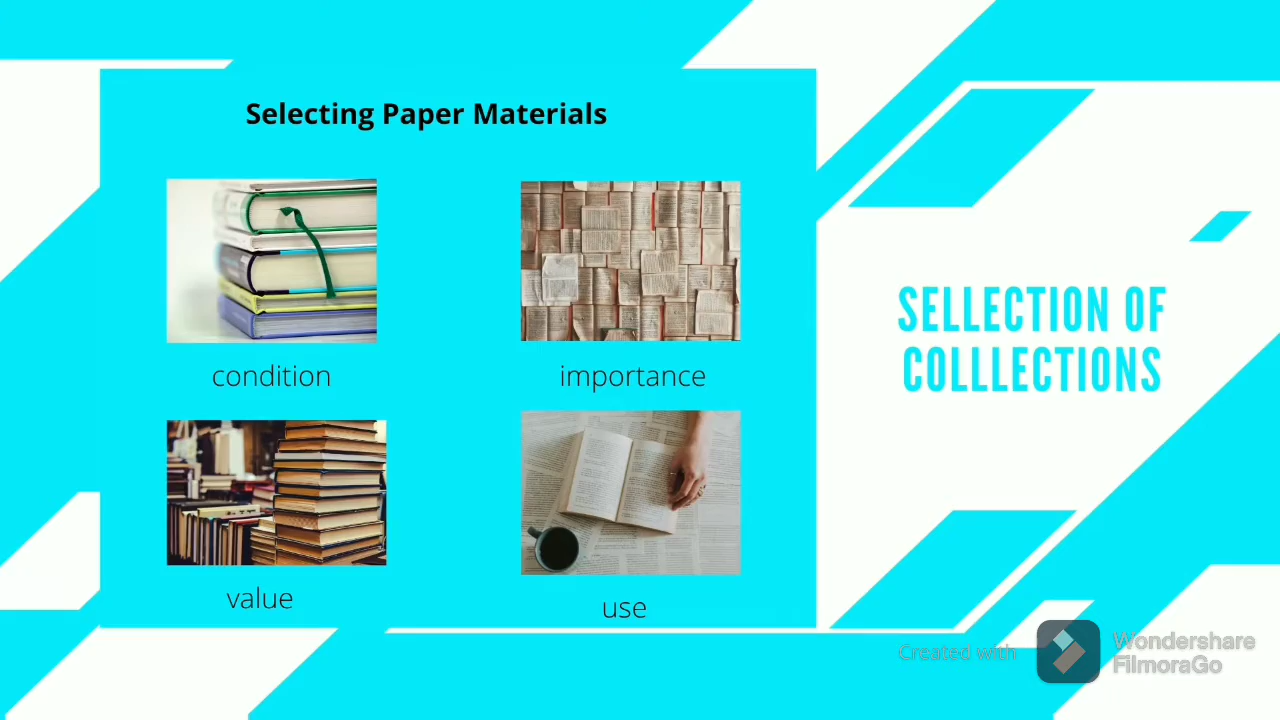 Selecting Paper Materials
condition
importance
value
use
SELLECTION OF
COLLLECTIONS
Created with
Wondershare
FilmoraGo